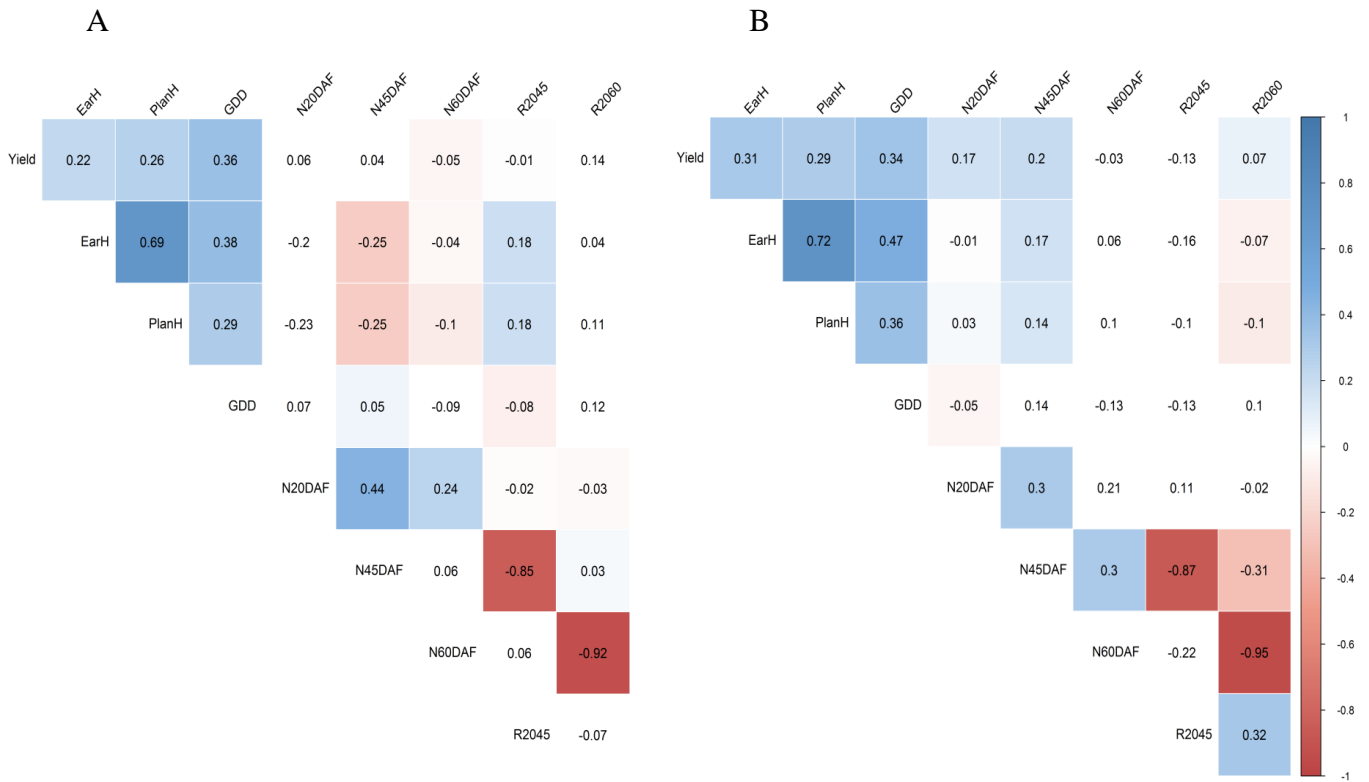 A B
EarH PlanH GDD N20DAF N45DAF N60DAF R2045 R2060
Yield 0.22 0.26 0.36 0.06 0.04 -0.05 -0.01 0.14
EarH 0.69 0.38 -0.2 -0.25 -0.04 0.18 0.04
PlanH 0.29 -0.23 -0.25 -0.1 0.18 0.11
GDD 0.07 0.05 -0.09 -0.08 0.12
N20DAF 0.44 0.24 -0.02 -0.03
N45DAF 0.06 -0.85 0.03
N60DAF 0.06 -0.92
R2045 -0.07
EarH PlanH GDD N20DAF N45DAF N60DAF R2045 R2060
Yield 0.31 0.29 0.34 0.17 0.2 -0.03 -0.13 0.07
EarH 0.72 0.47 -0.01 0.17 0.06 -0.16 -0.07
PlanH 0.36 0.03 0.14 0.1 -0.1 -0.1
GDD -0.05 0.14 -0.13 -0.13 0.1
N20DAF 0.3 0.21 0.11 -0.02
N45DAF 0.3 -0.87 -0.31
N60DAF -0.22 -0.95
R2045 0.32
1
0.8
0.6
0.4
0.2
0
-0.2
-0.4
-0.6
-0.8
-1